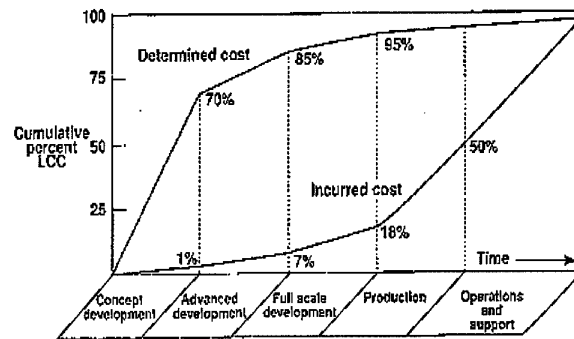 100
Determined cost
85%
95%
75
70%
Cumulative
percent
LCC
50
50%
Incurred cost
25
18%
1%
7%
Time
0
Concept
development
Advanced
development
Full scale
development
Production
Operations
and
support